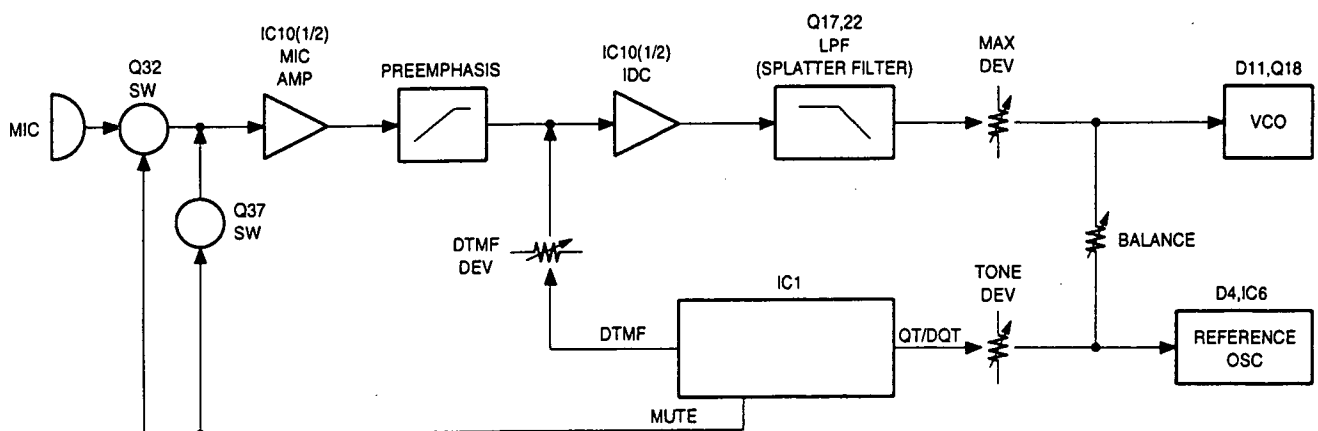 MIC
Q32
SW
IC10(1/2)
MIC
AMP
PREEMPHASIS
IC10(1/2)
IDC
Q17,22
LPF
(SPLATTER FILTER)
MAX
DEV
D11,Q18
VCO
Q37
SW
DTMF
DEV
BALANCE
IC1
TONE
DEV
D4,IC6
REFERENCE
OSC
DTMF
QT/DQT
MUTE